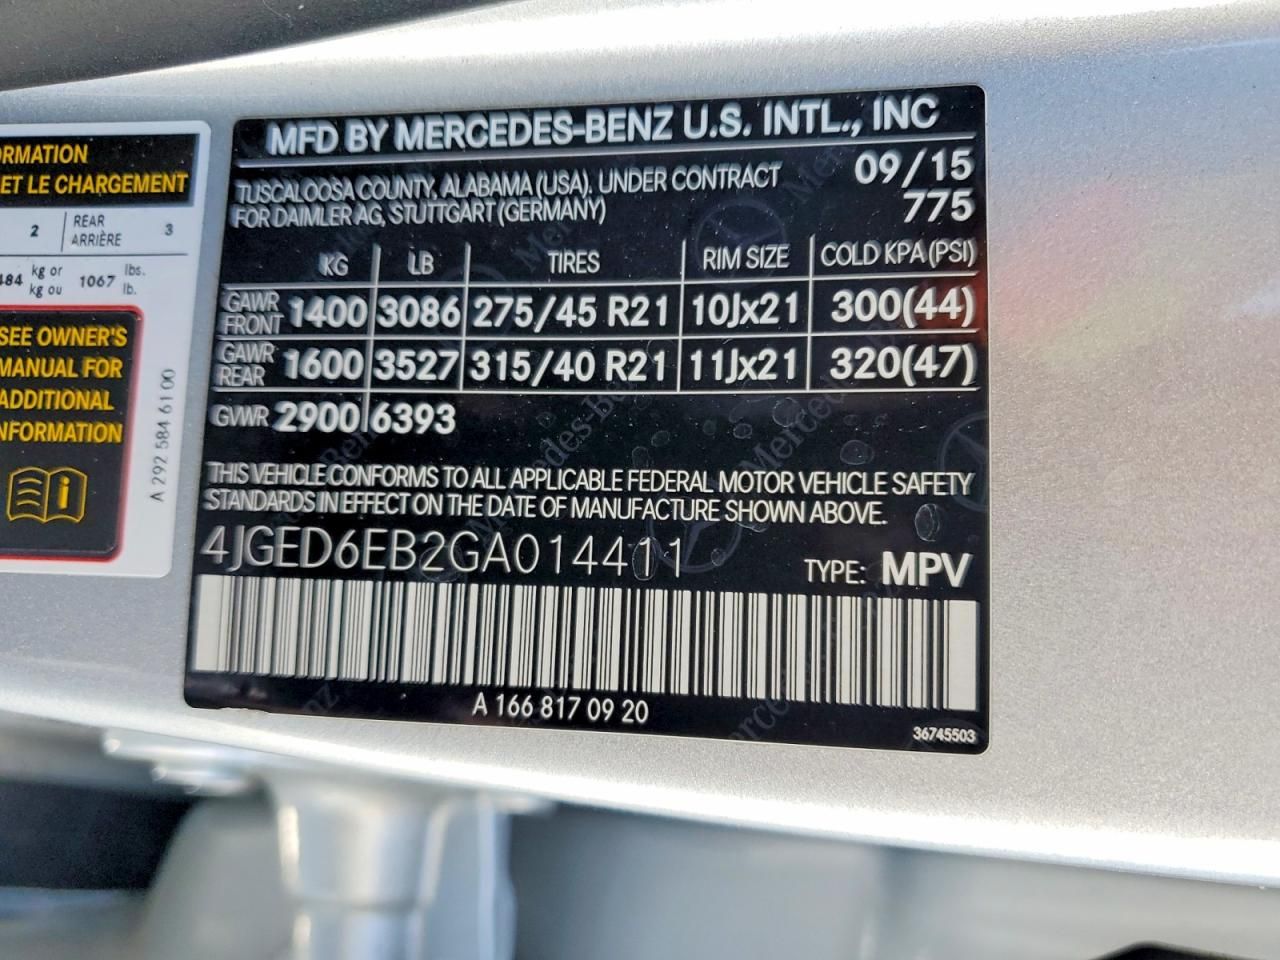 MFD BY MERCEDES-BENZ U.S. INTL., INC
TUSCALOOSA COUNTY, ALABAMA (USA). UNDER CONTRACT 09/15
FOR DAIMLER AG, STUTTGART (GERMANY) 775
KG LB TIRES RIM SIZE COLD KPA (PSI)
GAWR FRONT 1400 3086 275/45 R21 10Jx21 300(44)
GAWR REAR 1600 3527 315/40 R21 11Jx21 320(47)
GVWR 2900 6393
THIS VEHICLE CONFORMS TO ALL APPLICABLE FEDERAL MOTOR VEHICLE SAFETY
STANDARDS IN EFFECT ON THE DATE OF MANUFACTURE SHOWN ABOVE.
4JGED6EB2GA014411 TYPE: MPV
A 166 817 09 20
36745503
RMATION
ET LE CHARGEMENT
2 REAR ARRIÈRE 3
484 kg or kg ou 1067 lbs. lb.
SEE OWNER'S
MANUAL FOR
ADDITIONAL
NFORMATION
A 292 584 61 00